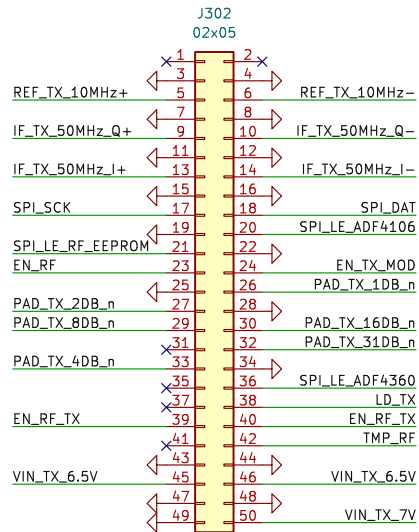 J302
02x05
1 2
3 4
REF_TX_10MHz+ 5 6 REF_TX_10MHz-
7 8
IF_TX_50MHz_Q+ 9 10 IF_TX_50MHz_Q-
11 12
IF_TX_50MHz_I+ 13 14 IF_TX_50MHz_I-
15 16
SPI_SCK 17 18 SPI_DAT
19 20 SPI_LE_ADF4106
SPI_LE_RF_EEPROM 21 22
EN_RF 23 24 EN_TX_MOD
25 26 PAD_TX_1DB_n
PAD_TX_2DB_n 27 28
PAD_TX_8DB_n 29 30 PAD_TX_16DB_n
31 32 PAD_TX_31DB_n
PAD_TX_4DB_n 33 34
35 36 SPI_LE_ADF4360
37 38 LD_TX
EN_RF_TX 39 40 EN_RF_TX
41 42 TMP_RF
43 44
VIN_TX_6.5V 45 46 VIN_TX_6.5V
47 48
49 50 VIN_TX_7V